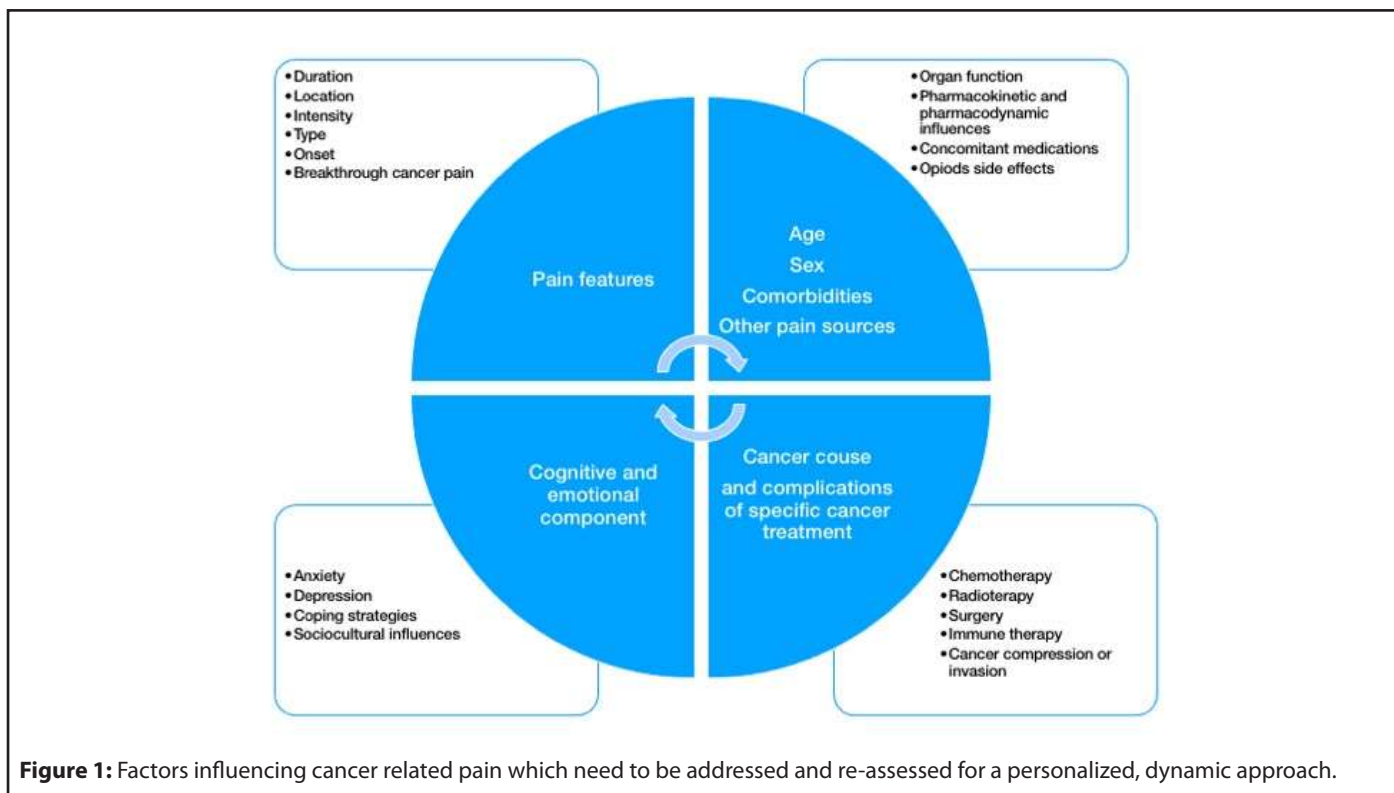 •Duration
•Location
•Intensity
•Type
•Onset
•Breakthrough cancer pain
•Organ function
•Pharmacokinetic and
pharmacodynamic
influences
•Concomitant medications
•Opiods side effects
Pain features
Age
Sex
Comorbidities
Other pain sources
Cognitive and
emotional
component
Cancer couse
and complications
of specific cancer
treatment
•Anxiety
•Depression
•Coping strategies
•Sociocultural influences
•Chemotherapy
•Radioterapy
•Surgery
•Immune therapy
•Cancer compression or
invasion
Figure 1: Factors influencing cancer related pain which need to be addressed and re-assessed for a personalized, dynamic approach.